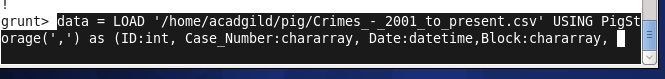 !
grunt> data = LOAD '/home/acadgild/pig/Crimes_-_2001_to_present.csv' USING PigSt
orage(',') as (ID:int, Case_Number:chararray, Date:datetime,Block:chararray,